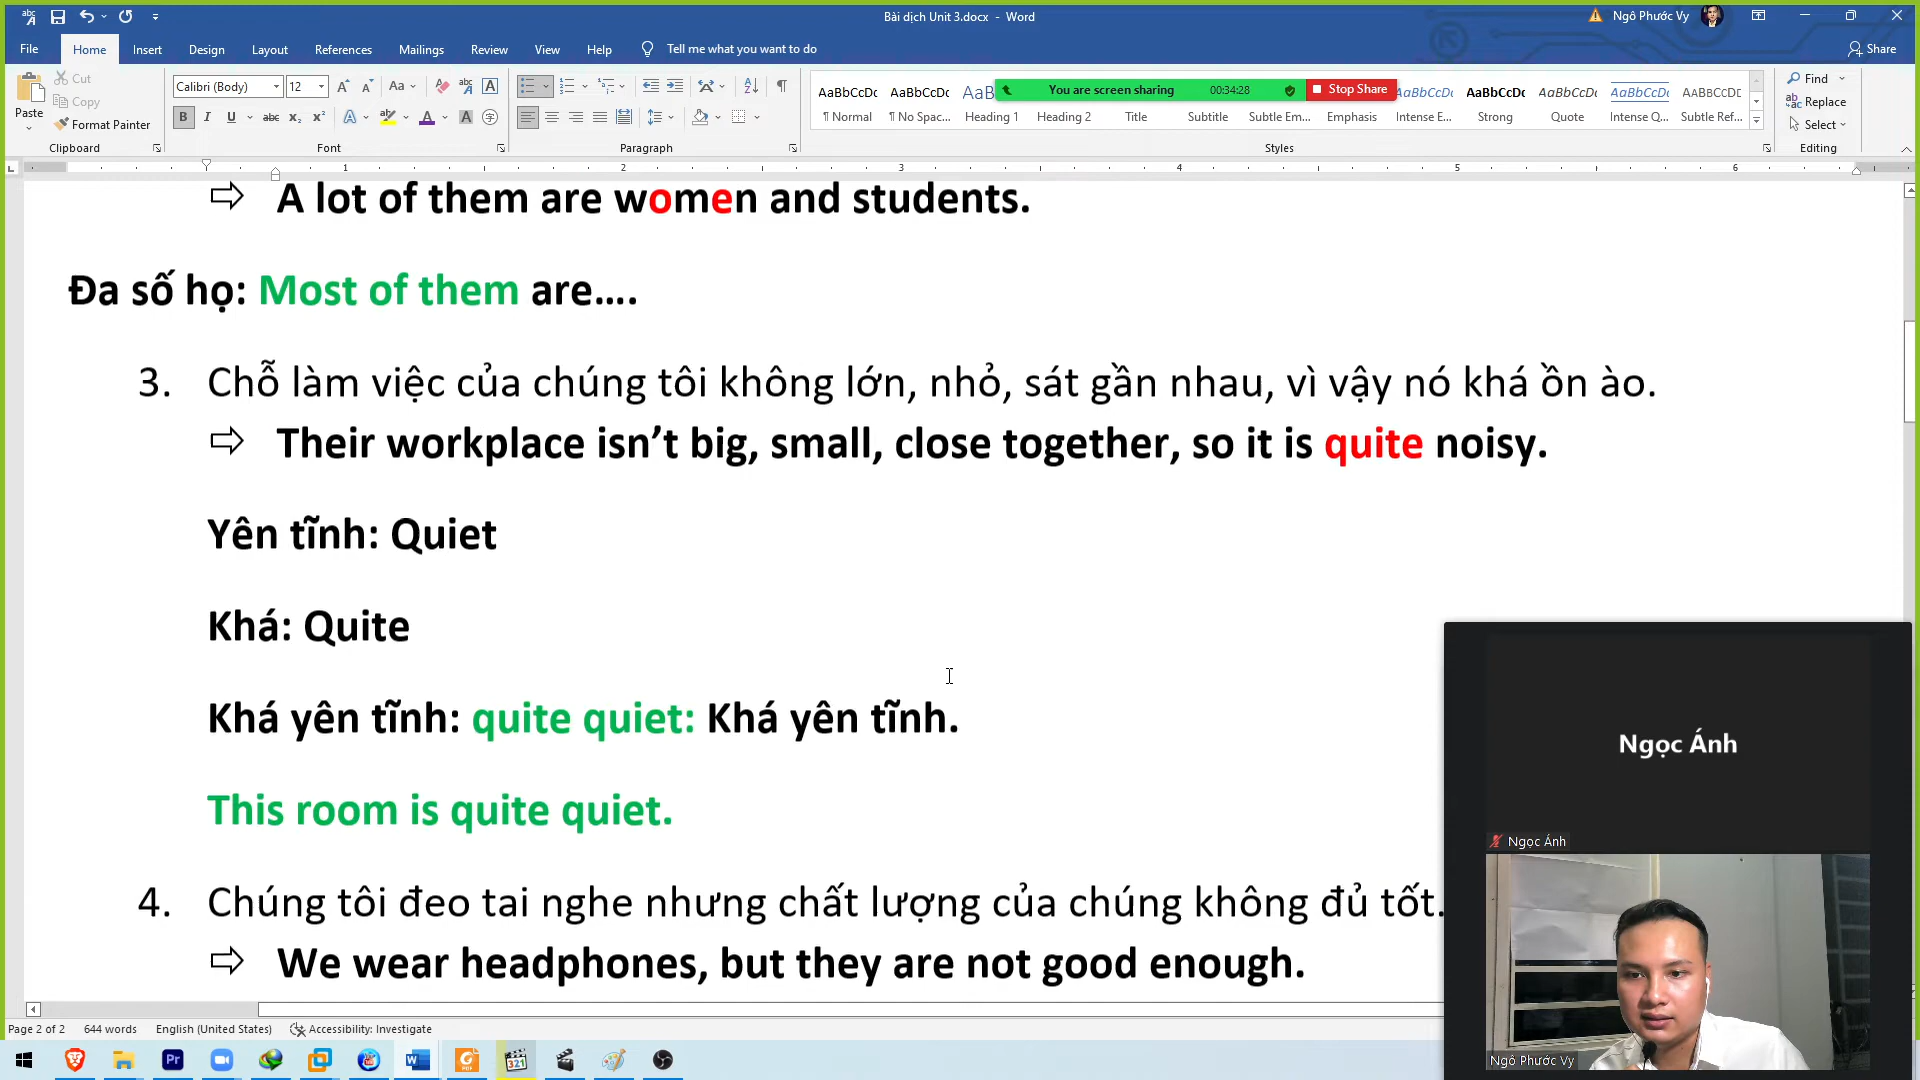 Bài dịch Unit 3.docx - Word
Ngô Phước Vy
File Home Insert Design Layout References Mailings Review View Help Tell me what you want to do Share
Paste
Cut
Copy
Format Painter
Calibri (Body) 12
You are screen sharing 00:34:28 Stop Share
AaBbCcDc AaBbCcDc
¶ Normal ¶ No Spac... Heading 1 Heading 2 Title Subtitle Subtle Em... Emphasis Intense E... Strong Quote Intense Q... Subtle Ref...
Find
Replace
Select
Clipboard Font Paragraph Styles Editing
1 2 3 4 5 6
⇨ A lot of them are women and students.
Đa số họ: Most of them are....
3. Chỗ làm việc của chúng tôi không lớn, nhỏ, sát gần nhau, vì vậy nó khá ồn ào.
⇨ Their workplace isn’t big, small, close together, so it is quite noisy.
Yên tĩnh: Quiet
Khá: Quite
Khá yên tĩnh: quite quiet: Khá yên tĩnh.
This room is quite quiet.
4. Chúng tôi đeo tai nghe nhưng chất lượng của chúng không đủ tốt.
⇨ We wear headphones, but they are not good enough.
Ngọc Ánh
Ngọc Ánh
Ngô Phước Vy
Page 2 of 2 644 words English (United States) Accessibility: Investigate